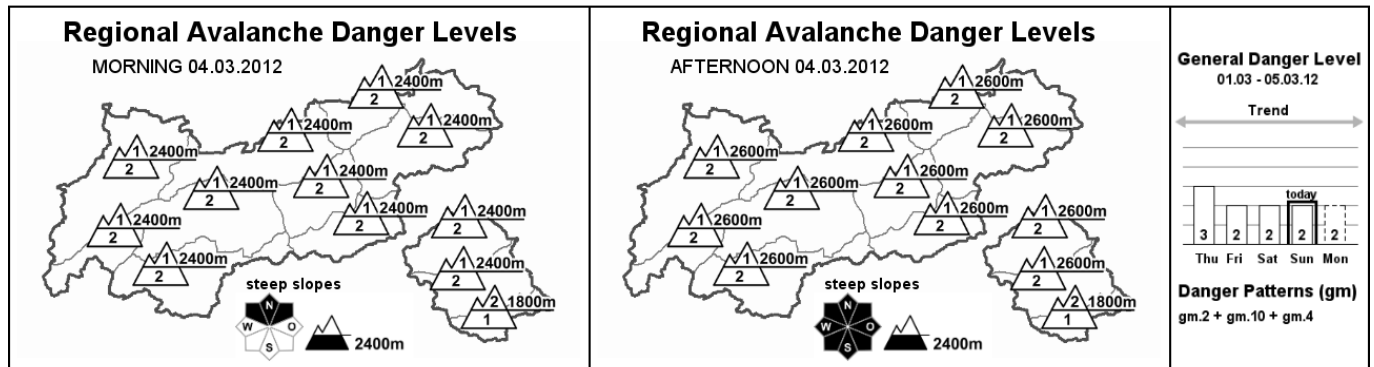 Regional Avalanche Danger Levels
MORNING 04.03.2012
1 2400m
2
1 2400m
2
1 2400m
2
1 2400m
2
1 2400m
2
1 2400m
2
1 2400m
2
1 2400m
2
1 2400m
2
1 2400m
2
1 2400m
2
2 1800m
1
steep slopes
N
W O
S
2400m
Regional Avalanche Danger Levels
AFTERNOON 04.03.2012
1 2600m
2
1 2600m
2
1 2600m
2
1 2600m
2
1 2600m
2
1 2600m
2
1 2600m
2
1 2600m
2
1 2600m
2
1 2600m
2
1 2600m
2
2 1800m
1
steep slopes
N
W O
S
2400m
General Danger Level
01.03 - 05.03.12
Trend
today
3 2 2 2 2
Thu Fri Sat Sun Mon
Danger Patterns (gm)
gm.2 + gm.10 + gm.4